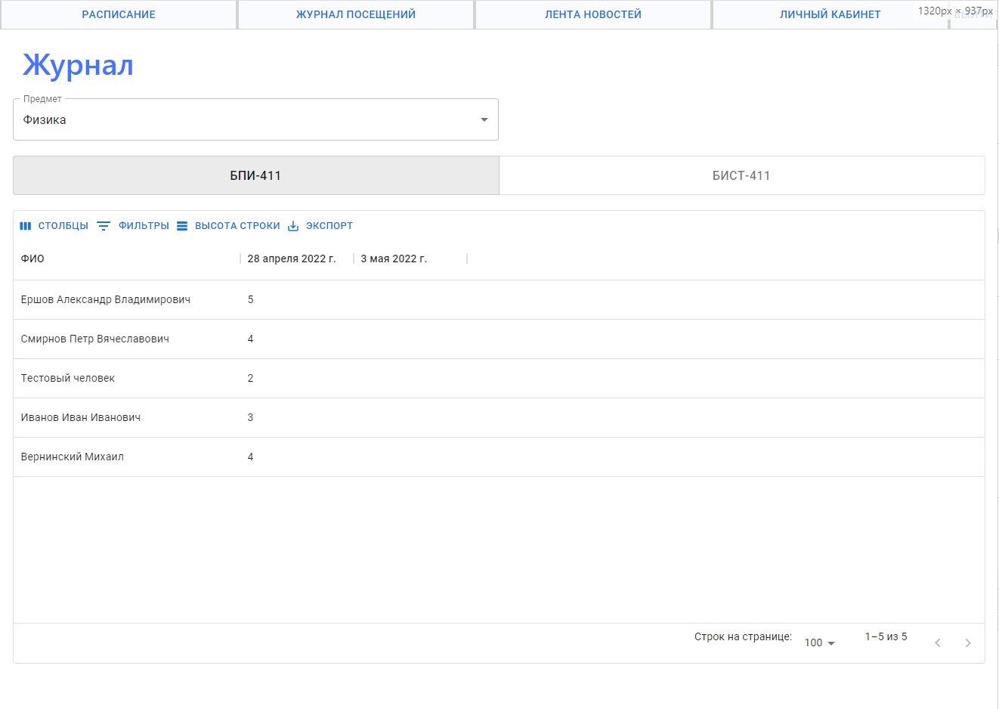 РАСПИСАНИЕ ЖУРНАЛ ПОСЕЩЕНИЙ ЛЕНТА НОВОСТЕЙ ЛИЧНЫЙ КАБИНЕТ
1320px × 937px
Журнал
Предмет
Физика
БПИ-411 БИСТ-411
СТОЛБЦЫ ФИЛЬТРЫ ВЫСОТА СТРОКИ ЭКСПОРТ
ФИО 28 апреля 2022 г. 3 мая 2022 г.
Ершов Александр Владимирович 5
Смирнов Петр Вячеславович 4
Тестовый человек 2
Иванов Иван Иванович 3
Вернинский Михаил 4
Строк на странице: 100 1–5 из 5